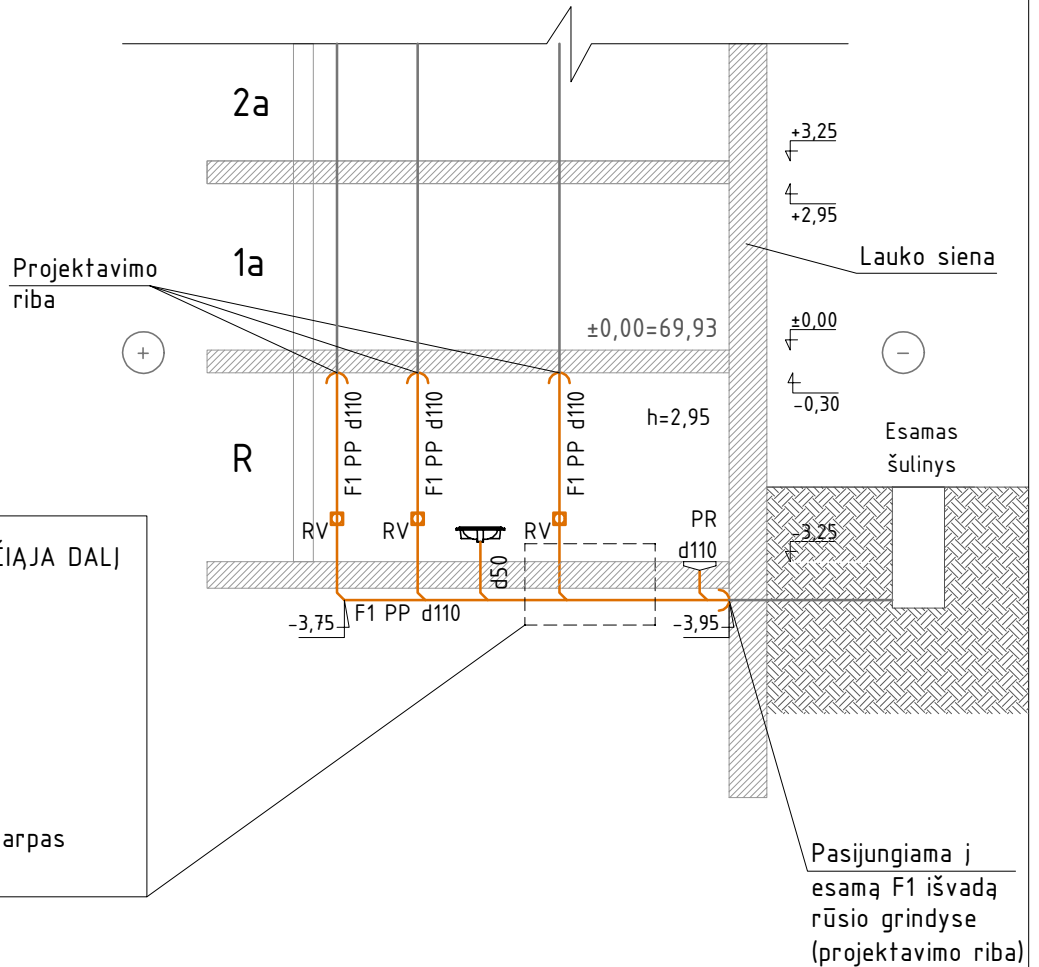 2a
+3,25
+2,95
Lauko siena
Projektavimo
riba
1a
±0,00=69,93
±0,00
+
−
-0,30
h=2,95
F1 PP d110
F1 PP d110
F1 PP d110
R
Esamas
šulinys
RV
RV
RV
PR
d110
-3,25
d50
-3,75
F1 PP d110
-3,95
ČIĄJA DALĮ
arpas
Pasijungiama į
esamą F1 išvadą
rūsio grindyse
(projektavimo riba)